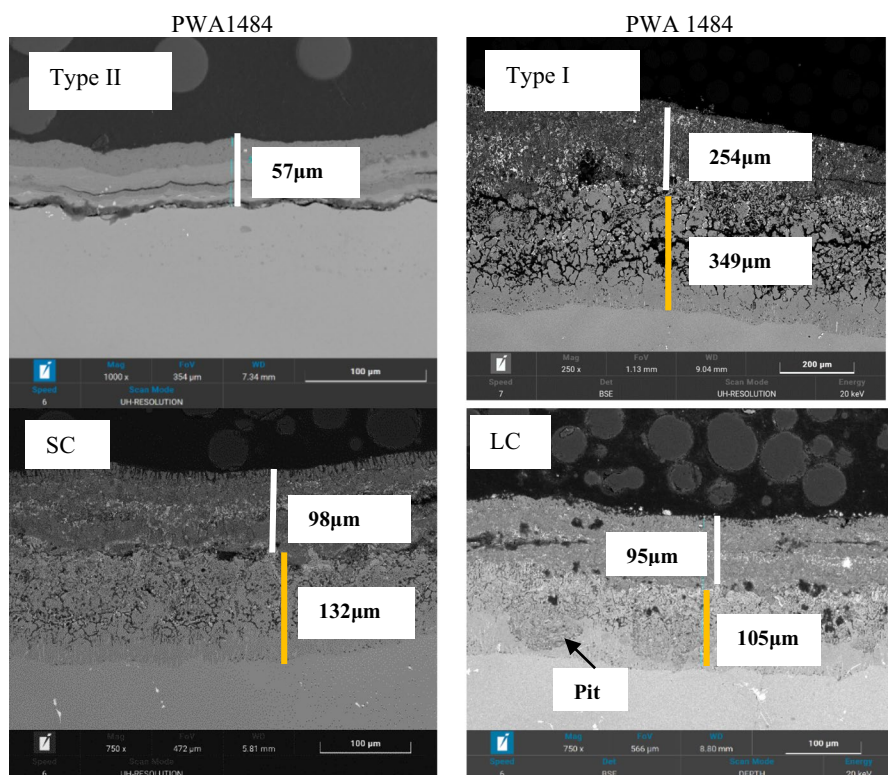 PWA1484
PWA 1484
Type II
57µm
Mag
FoV
WD
1000 x
354 µm
7.34 mm
100 µm
Speed
Scan Mode
6
UH-RESOLUTION
Type I
254µm
349µm
Mag
FoV
WD
250 x
1.13 mm
9.04 mm
200 µm
Speed
Det
Scan Mode
Energy
7
BSE
UH-RESOLUTION
20 keV
SC
98µm
132µm
Mag
FoV
WD
750 x
472 µm
5.81 mm
100 µm
Speed
Scan Mode
6
UH-RESOLUTION
LC
95µm
105µm
Pit
Mag
FoV
WD
750 x
566 µm
8.80 mm
100 µm
Speed
Det
Scan Mode
Energy
6
BSE
DEPTH
20 keV